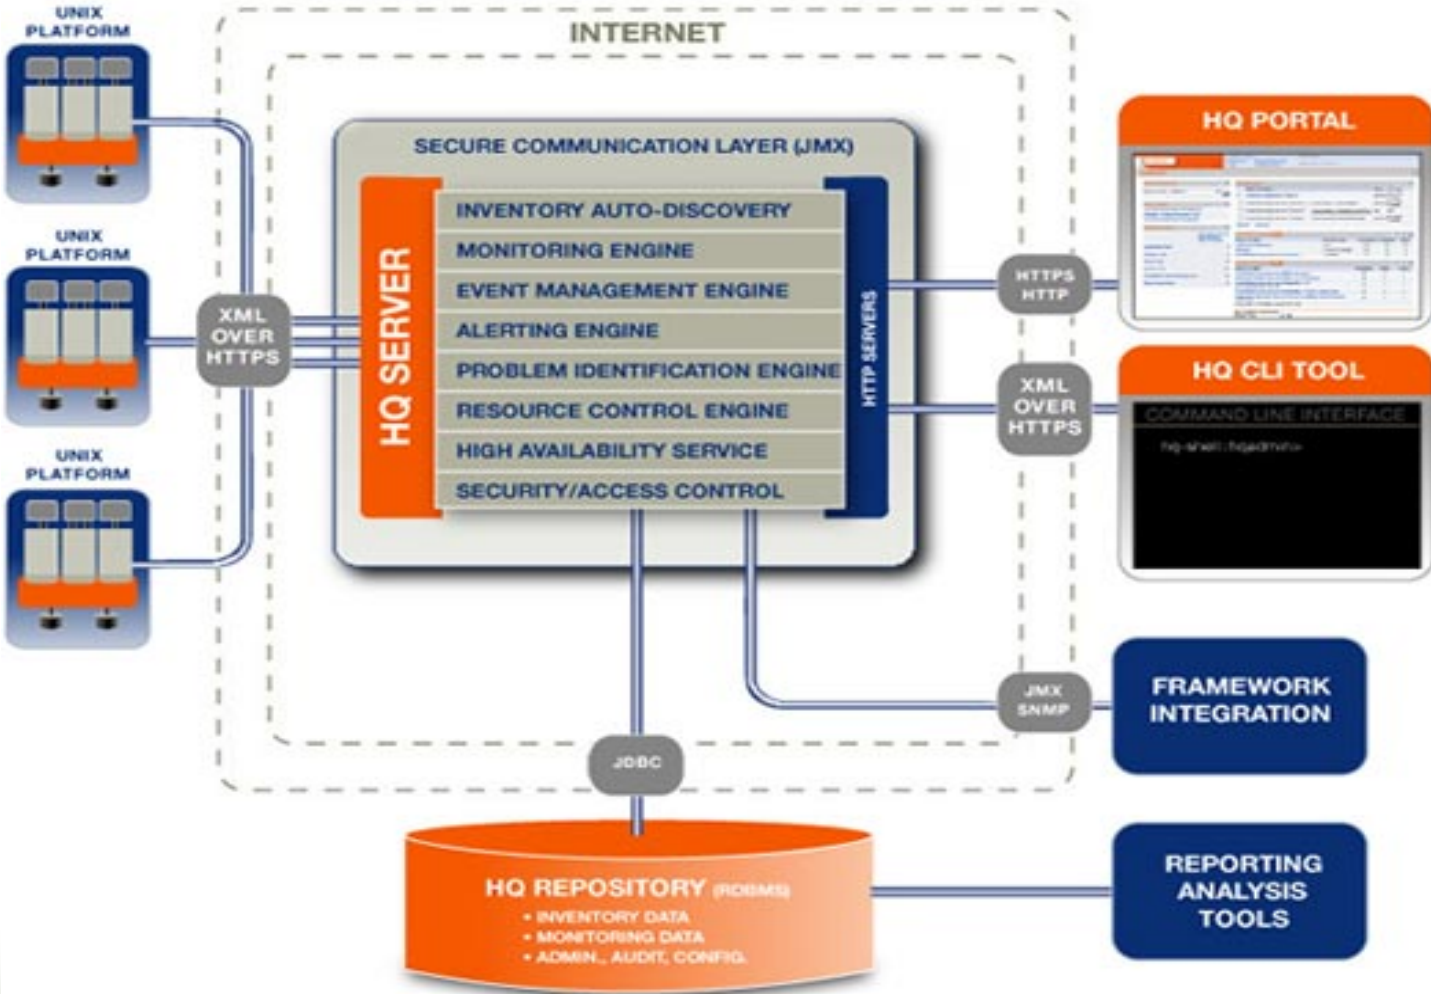 UNIX
PLATFORM
INTERNET
UNIX
PLATFORM
UNIX
PLATFORM
XML
OVER
HTTPS
SECURE COMMUNICATION LAYER (JMX)
HQ SERVER
INVENTORY AUTO-DISCOVERY
MONITORING ENGINE
EVENT MANAGEMENT ENGINE
ALERTING ENGINE
PROBLEM IDENTIFICATION ENGINE
RESOURCE CONTROL ENGINE
HIGH AVAILABILITY SERVICE
SECURITY/ACCESS CONTROL
HTTP SERVERS
HTTPS
HTTP
HQ PORTAL
XML
OVER
HTTPS
HQ CLI TOOL
COMMAND LINE INTERFACE
hq-shell:hqadmin>
JMX
SNMP
FRAMEWORK
INTEGRATION
JDBC
HQ REPOSITORY (RDBMS)
• INVENTORY DATA
• MONITORING DATA
• ADMIN., AUDIT, CONFIG.
REPORTING
ANALYSIS
TOOLS